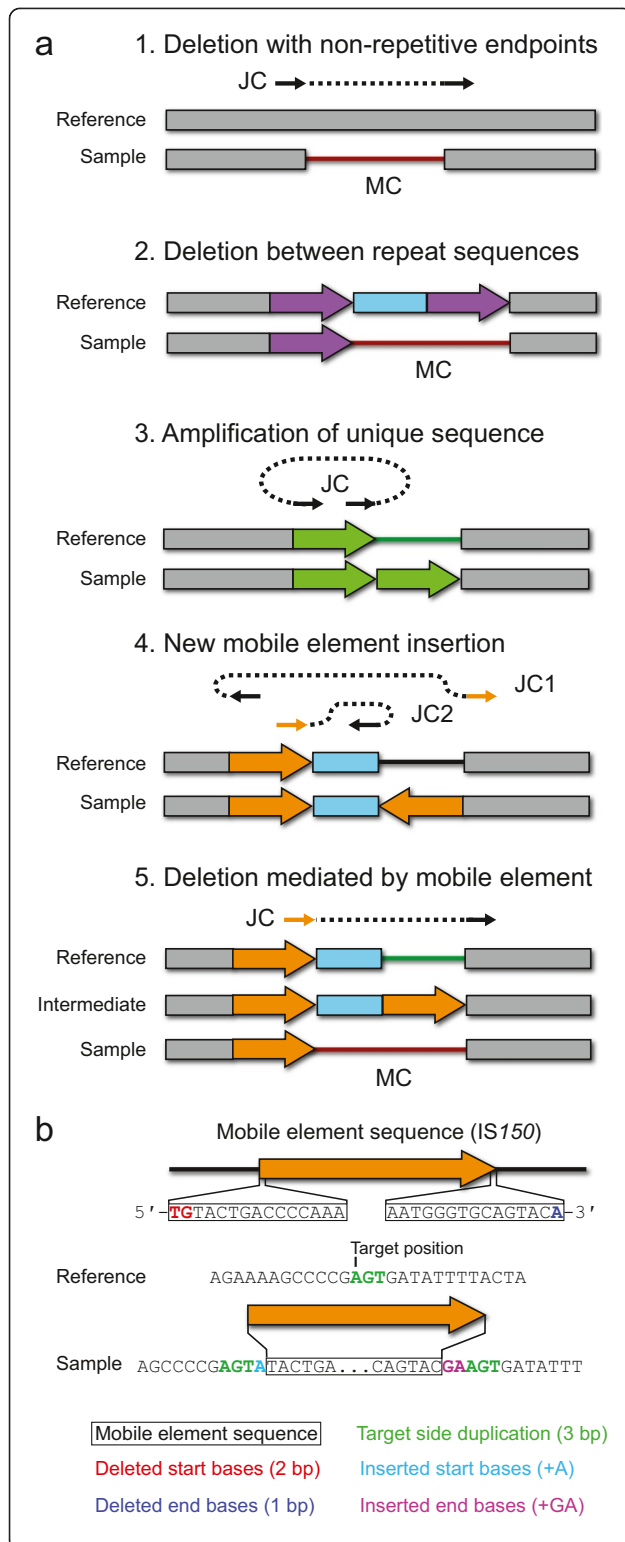 a
1. Deletion with non-repetitive endpoints
JC
Reference
Sample
MC
2. Deletion between repeat sequences
Reference
Sample
MC
3. Amplification of unique sequence
JC
Reference
Sample
4. New mobile element insertion
JC1
JC2
Reference
Sample
5. Deletion mediated by mobile element
JC
Reference
Intermediate
Sample
MC
b
Mobile element sequence (IS150)
5′-TGTACTGACCCCAAA AATGGGTGCAGTACA-3′
Target position
Reference AGAAAAGCCCCGAGTGATATTTTACTA
Sample AGCCCCGAGTATACTGA...CAGTACGAAGTGATATTT
Mobile element sequence Target side duplication (3 bp)
Deleted start bases (2 bp) Inserted start bases (+A)
Deleted end bases (1 bp) Inserted end bases (+GA)